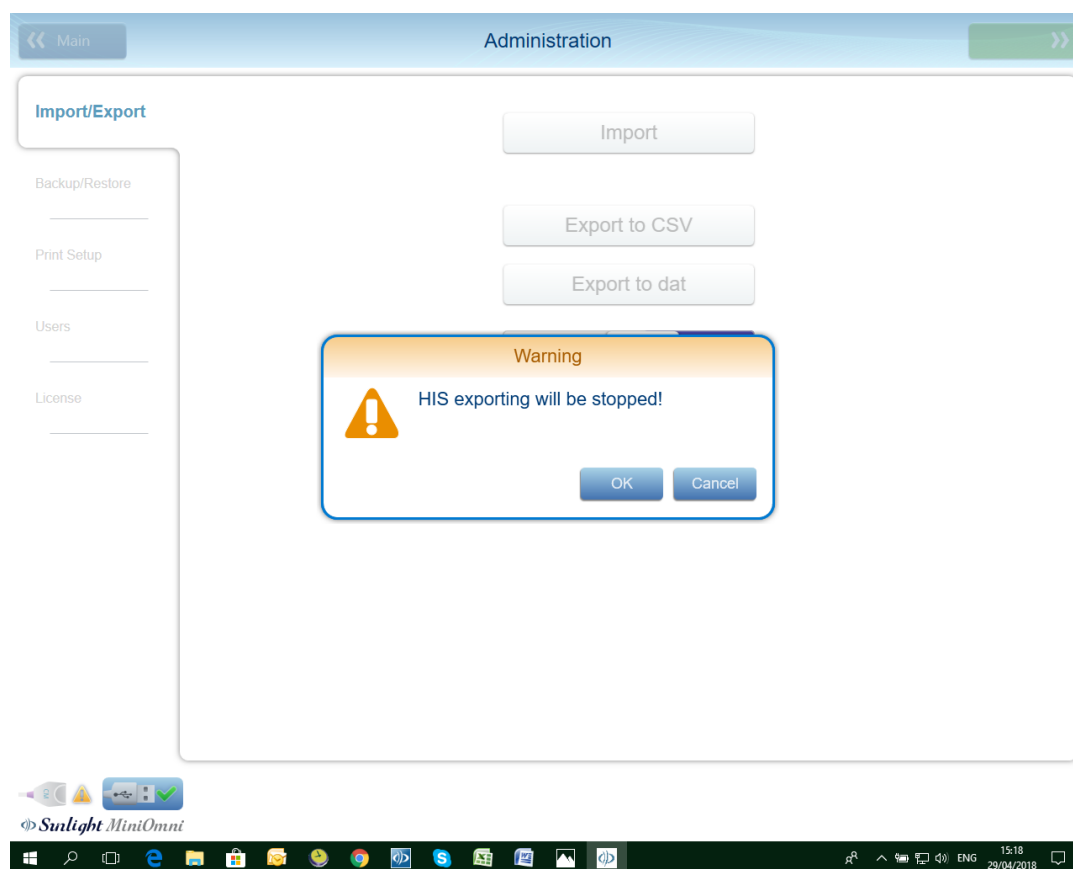 Main
Administration
Import/Export
Import
Backup/Restore
Export to CSV
Print Setup
Export to dat
Users
Warning
License
HIS exporting will be stopped!
OK
Cancel
CM
Sunlight MiniOmni
ENG
15:18
29/04/2018